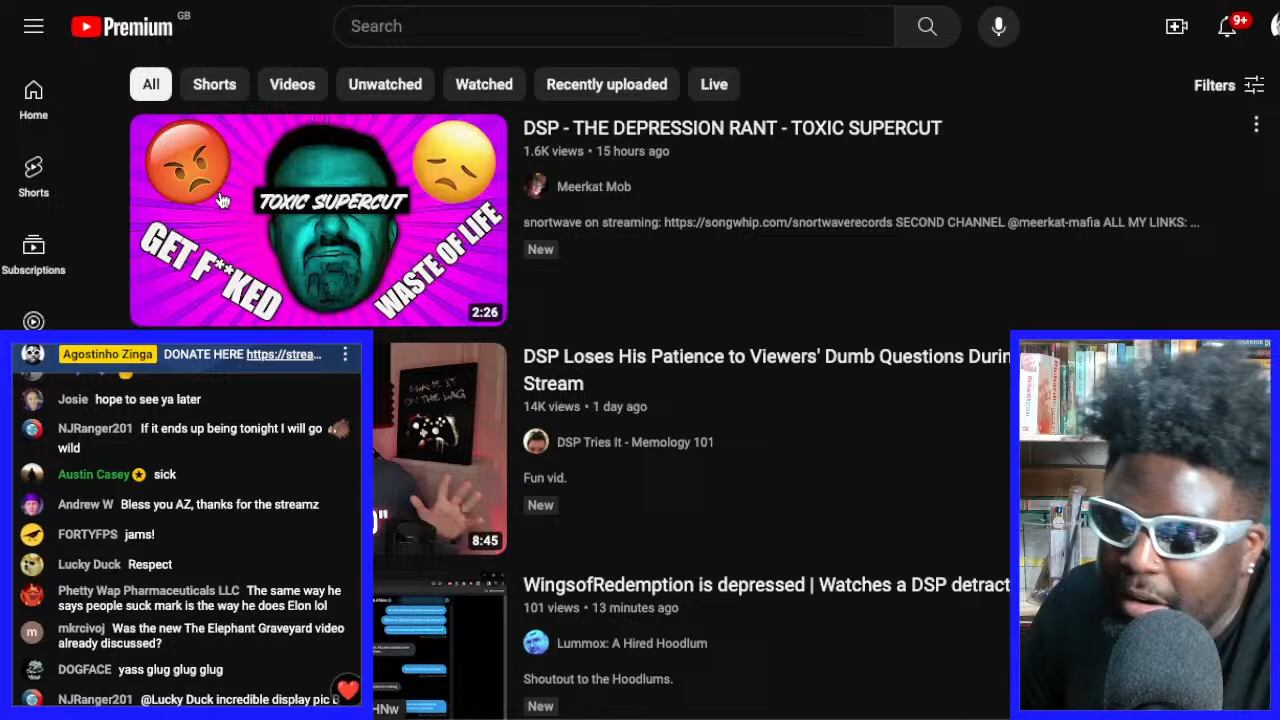 Premium GB
Search
9+
All
Shorts
Videos
Unwatched
Watched
Recently uploaded
Live
Filters
Home
Shorts
Subscriptions
TOXIC SUPERCUT
GET F**KED
WASTE OF LIFE
2:26
DSP - THE DEPRESSION RANT - TOXIC SUPERCUT
1.6K views • 15 hours ago
Meerkat Mob
snortwave on streaming: https://songwhip.com/snortwaverecords SECOND CHANNEL @meerkat-mafia ALL MY LINKS: ...
New
8:45
DSP Loses His Patience to Viewers' Dumb Questions Durin
Stream
14K views • 1 day ago
DSP Tries It - Memology 101
Fun vid.
New
HNw
WingsofRedemption is depressed | Watches a DSP detract
101 views • 13 minutes ago
Lummox: A Hired Hoodlum
Shoutout to the Hoodlums.
New
Agostinho Zinga DONATE HERE https://strea...
Josie hope to see ya later
NJRanger201 If it ends up being tonight I will go
wild
Austin Casey sick
Andrew W Bless you AZ, thanks for the streamz
FORTYFPS jams!
Lucky Duck Respect
Phetty Wap Pharmaceuticals LLC The same way he
says people suck mark is the way he does Elon lol
mkrcivoj Was the new The Elephant Graveyard video
already discussed?
DOGFACE yass glug glug glug
NJRanger201 @Lucky Duck incredible display pic